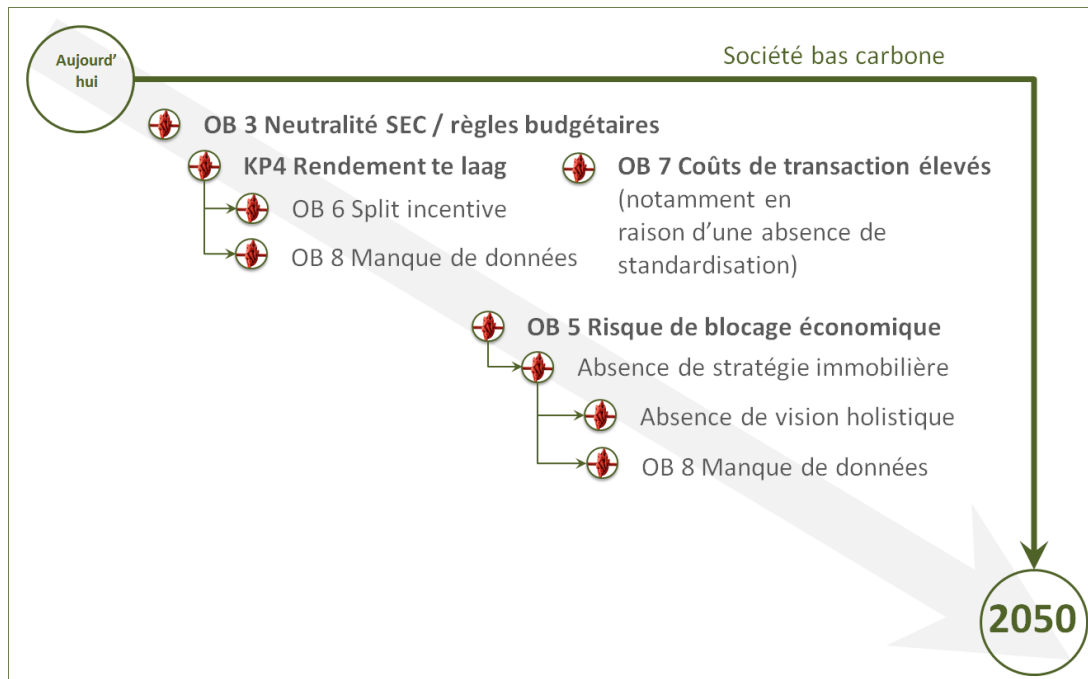 Aujourd'
hui
Société bas carbone
OB 3 Neutralité SEC / règles budgétaires
KP4 Rendement te laag
OB 6 Split incentive
OB 8 Manque de données
OB 7 Coûts de transaction élevés
(notamment en
raison d'une absence de
standardisation)
OB 5 Risque de blocage économique
Absence de stratégie immobilière
Absence de vision holistique
OB 8 Manque de données
2050